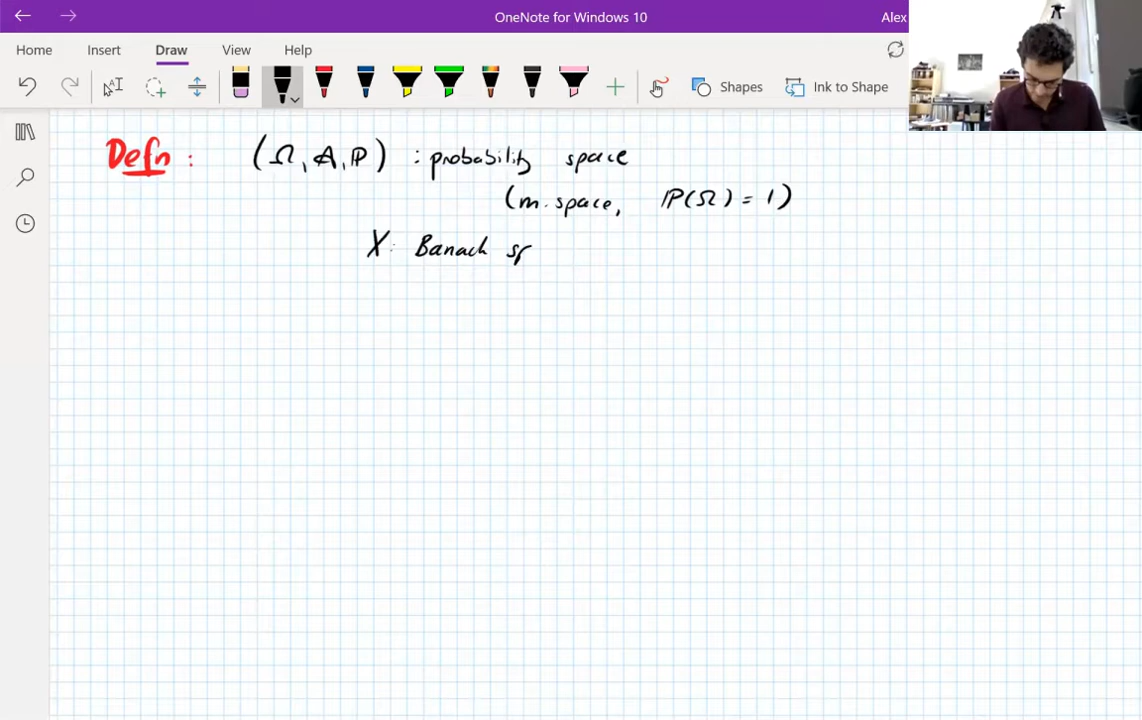 OneNote for Windows 10
Alex
Home Insert Draw View Help
Shapes Ink to Shape
Defn : (Ω, 𝔸, ℙ) : probability space
(m. space, ℙ(Ω) = 1)
X: Banach sp